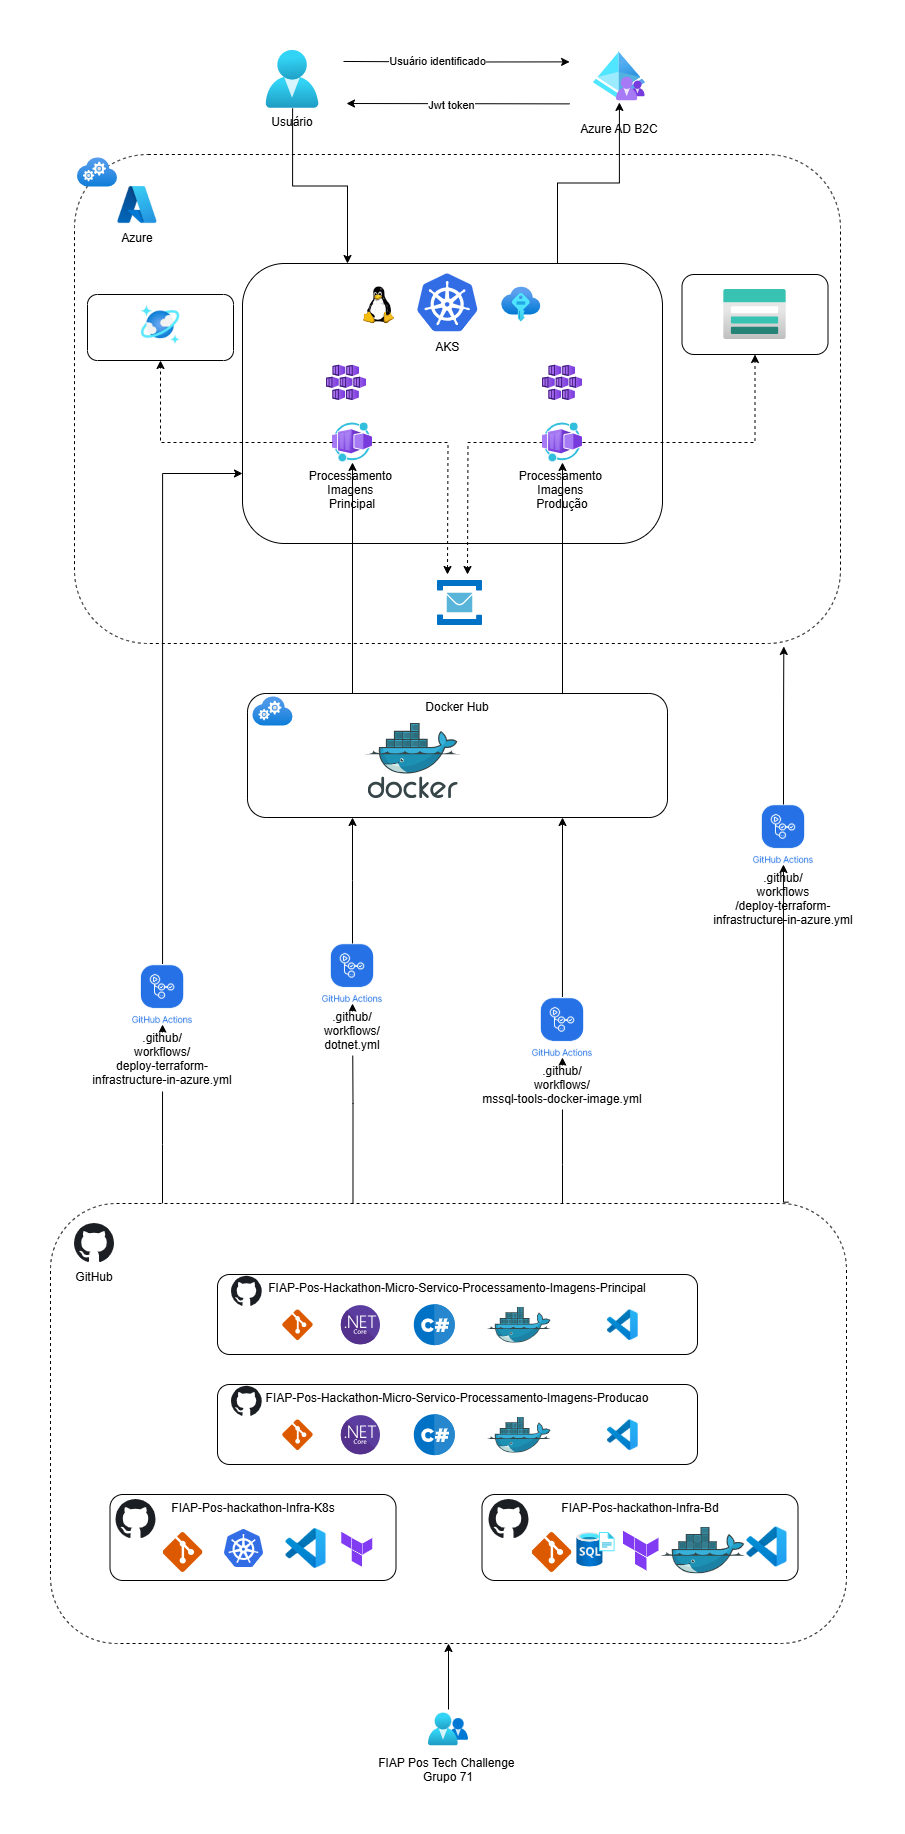 Usuário identificado
Jwt token
Usuário
Azure AD B2C
Azure
AKS
Processamento
Imagens
Principal
Processamento
Imagens
Produção
Docker Hub
docker
GitHub Actions
.github/
workflows
/deploy-terraform-
infrastructure-in-azure.yml
GitHub Actions
.github/
workflows/
dotnet.yml
GitHub Actions
.github/
workflows/
deploy-terraform-
infrastructure-in-azure.yml
GitHub Actions
.github/
workflows/
mssql-tools-docker-image.yml
GitHub
FIAP-Pos-Hackathon-Micro-Servico-Processamento-Imagens-Principal
.NET
Core
C#
FIAP-Pos-Hackathon-Micro-Servico-Processamento-Imagens-Producao
.NET
Core
C#
FIAP-Pos-hackathon-Infra-K8s
FIAP-Pos-hackathon-Infra-Bd
SQL
FIAP Pos Tech Challenge
Grupo 71